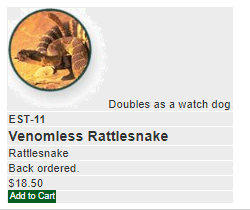 Doubles as a watch dog
EST-11
Venomless Rattlesnake
Rattlesnake
Back ordered.
$18.50
Add to Cart